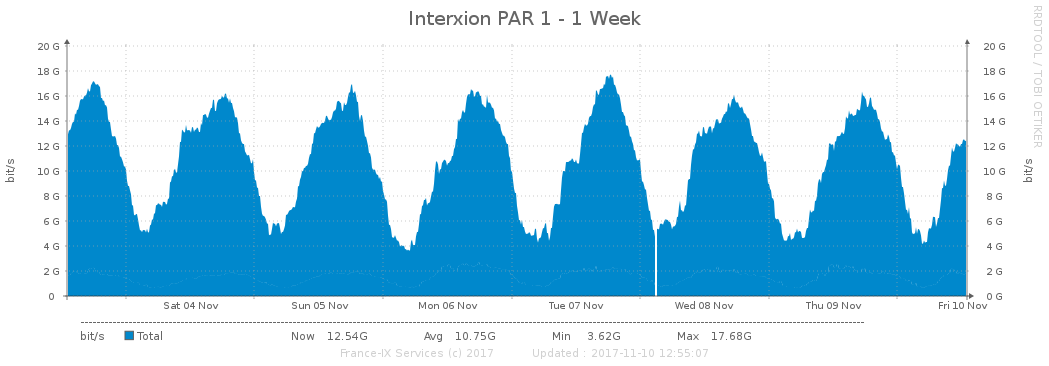 Interxion PAR 1 - 1 Week
RRDTOOL / TOBI OETIKER
20 G 20 G
18 G 18 G
16 G 16 G
14 G 14 G
12 G 12 G
10 G 10 G
8 G 8 G
6 G 6 G
4 G 4 G
2 G 2 G
0 0 G
bit/s
bit/s
Sat 04 Nov Sun 05 Nov Mon 06 Nov Tue 07 Nov Wed 08 Nov Thu 09 Nov Fri 10 Nov
bit/s Total Now 12.54G Avg 10.75G Min 3.62G Max 17.68G
France-IX Services (c) 2017 Updated : 2017-11-10 12:55:07